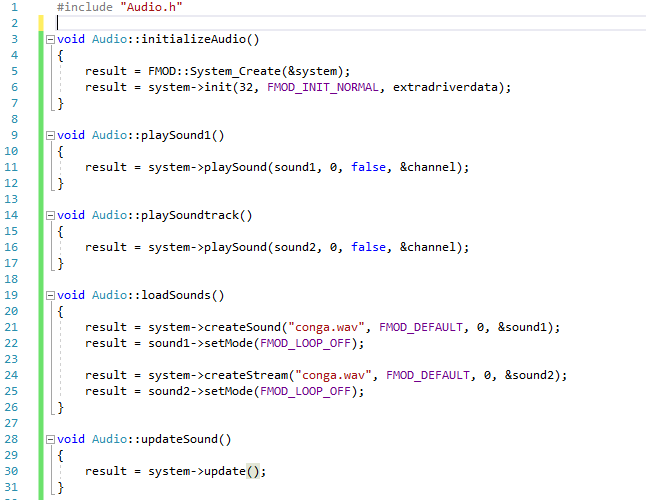 1 #include "Audio.h"
2
3 void Audio::initializeAudio()
4 {
5 result = FMOD::System_Create(&system);
6 result = system->init(32, FMOD_INIT_NORMAL, extradriverdata);
7 }
8
9 void Audio::playSound1()
10 {
11 result = system->playSound(sound1, 0, false, &channel);
12 }
13
14 void Audio::playSoundtrack()
15 {
16 result = system->playSound(sound2, 0, false, &channel);
17 }
18
19 void Audio::loadSounds()
20 {
21 result = system->createSound("conga.wav", FMOD_DEFAULT, 0, &sound1);
22 result = sound1->setMode(FMOD_LOOP_OFF);
23
24 result = system->createStream("conga.wav", FMOD_DEFAULT, 0, &sound2);
25 result = sound2->setMode(FMOD_LOOP_OFF);
26 }
27
28 void Audio::updateSound()
29 {
30 result = system->update();
31 }